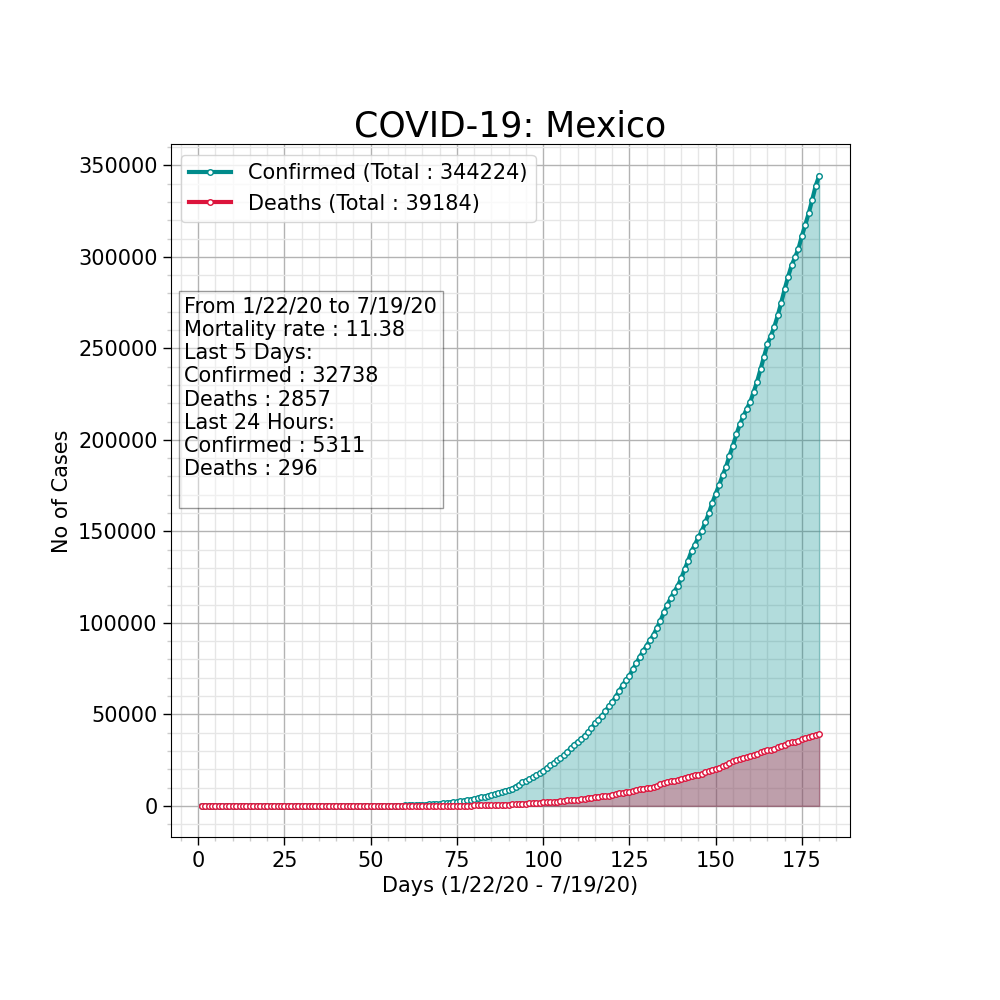 COVID-19: Mexico
Confirmed (Total : 344224)
Deaths (Total : 39184)
From 1/22/20 to 7/19/20
Mortality rate : 11.38
Last 5 Days:
Confirmed : 32738
Deaths : 2857
Last 24 Hours:
Confirmed : 5311
Deaths : 296
No of Cases
350000
300000
250000
200000
150000
100000
50000
0
0 25 50 75 100 125 150 175
Days (1/22/20 - 7/19/20)